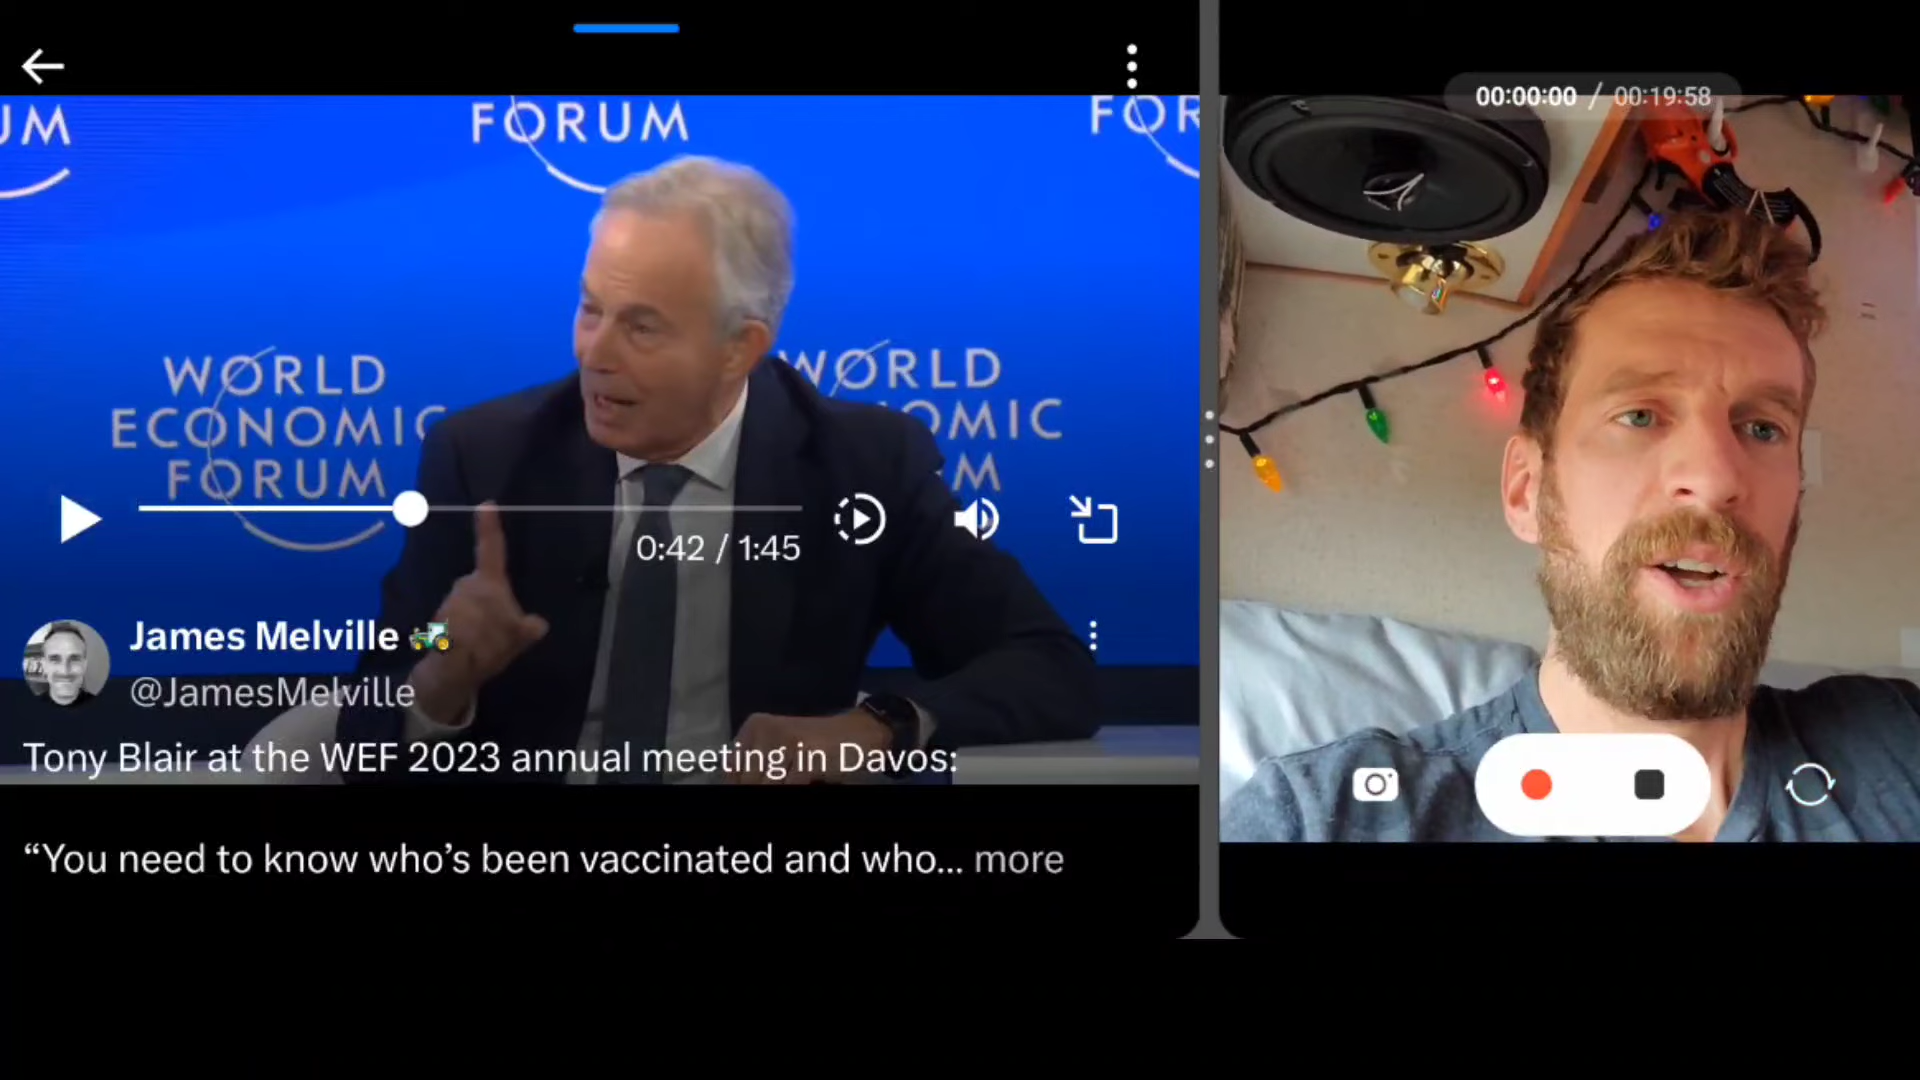 UM
FORUM
FOR
WORLD
ECONOMIC
FORUM
WORLD
OMIC
M
0:42 / 1:45
James Melville
@JamesMelville
Tony Blair at the WEF 2023 annual meeting in Davos:
“You need to know who’s been vaccinated and who... more
00:00:00 / 00:19:58